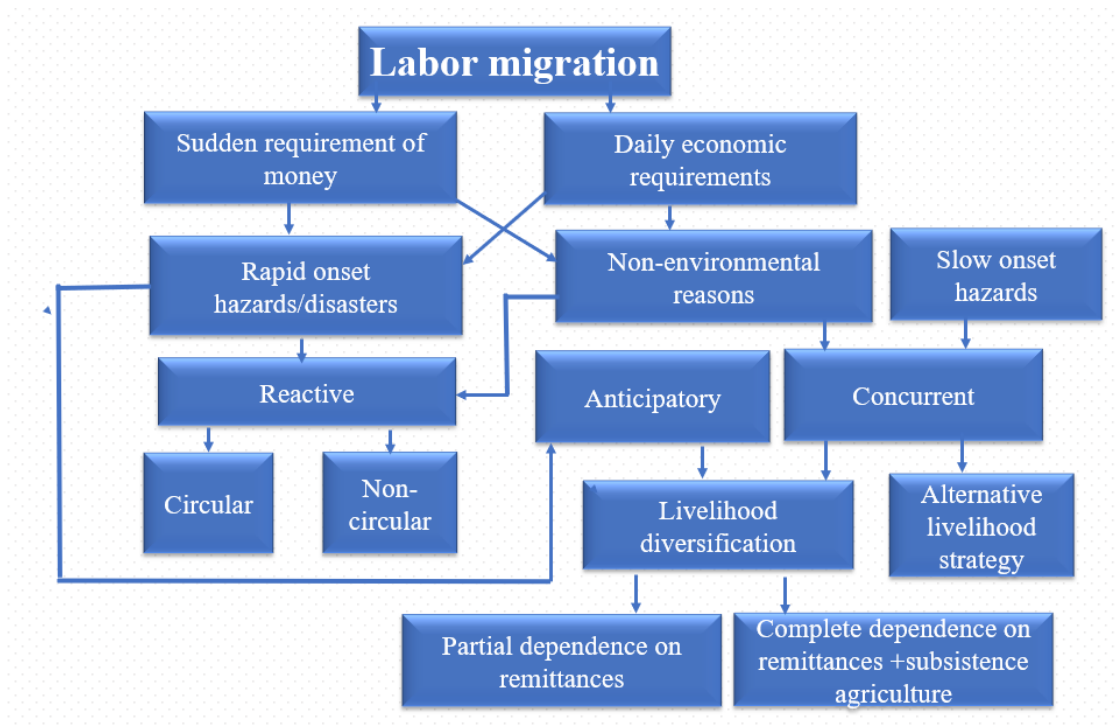 Labor migration
Sudden requirement of
money
Daily economic
requirements
Rapid onset
hazards/disasters
Non-environmental
reasons
Slow onset
hazards
Reactive
Anticipatory
Concurrent
Circular
Non-
circular
Livelihood
diversification
Alternative
livelihood
strategy
Partial dependence on
remittances
Complete dependence on
remittances +subsistence
agriculture